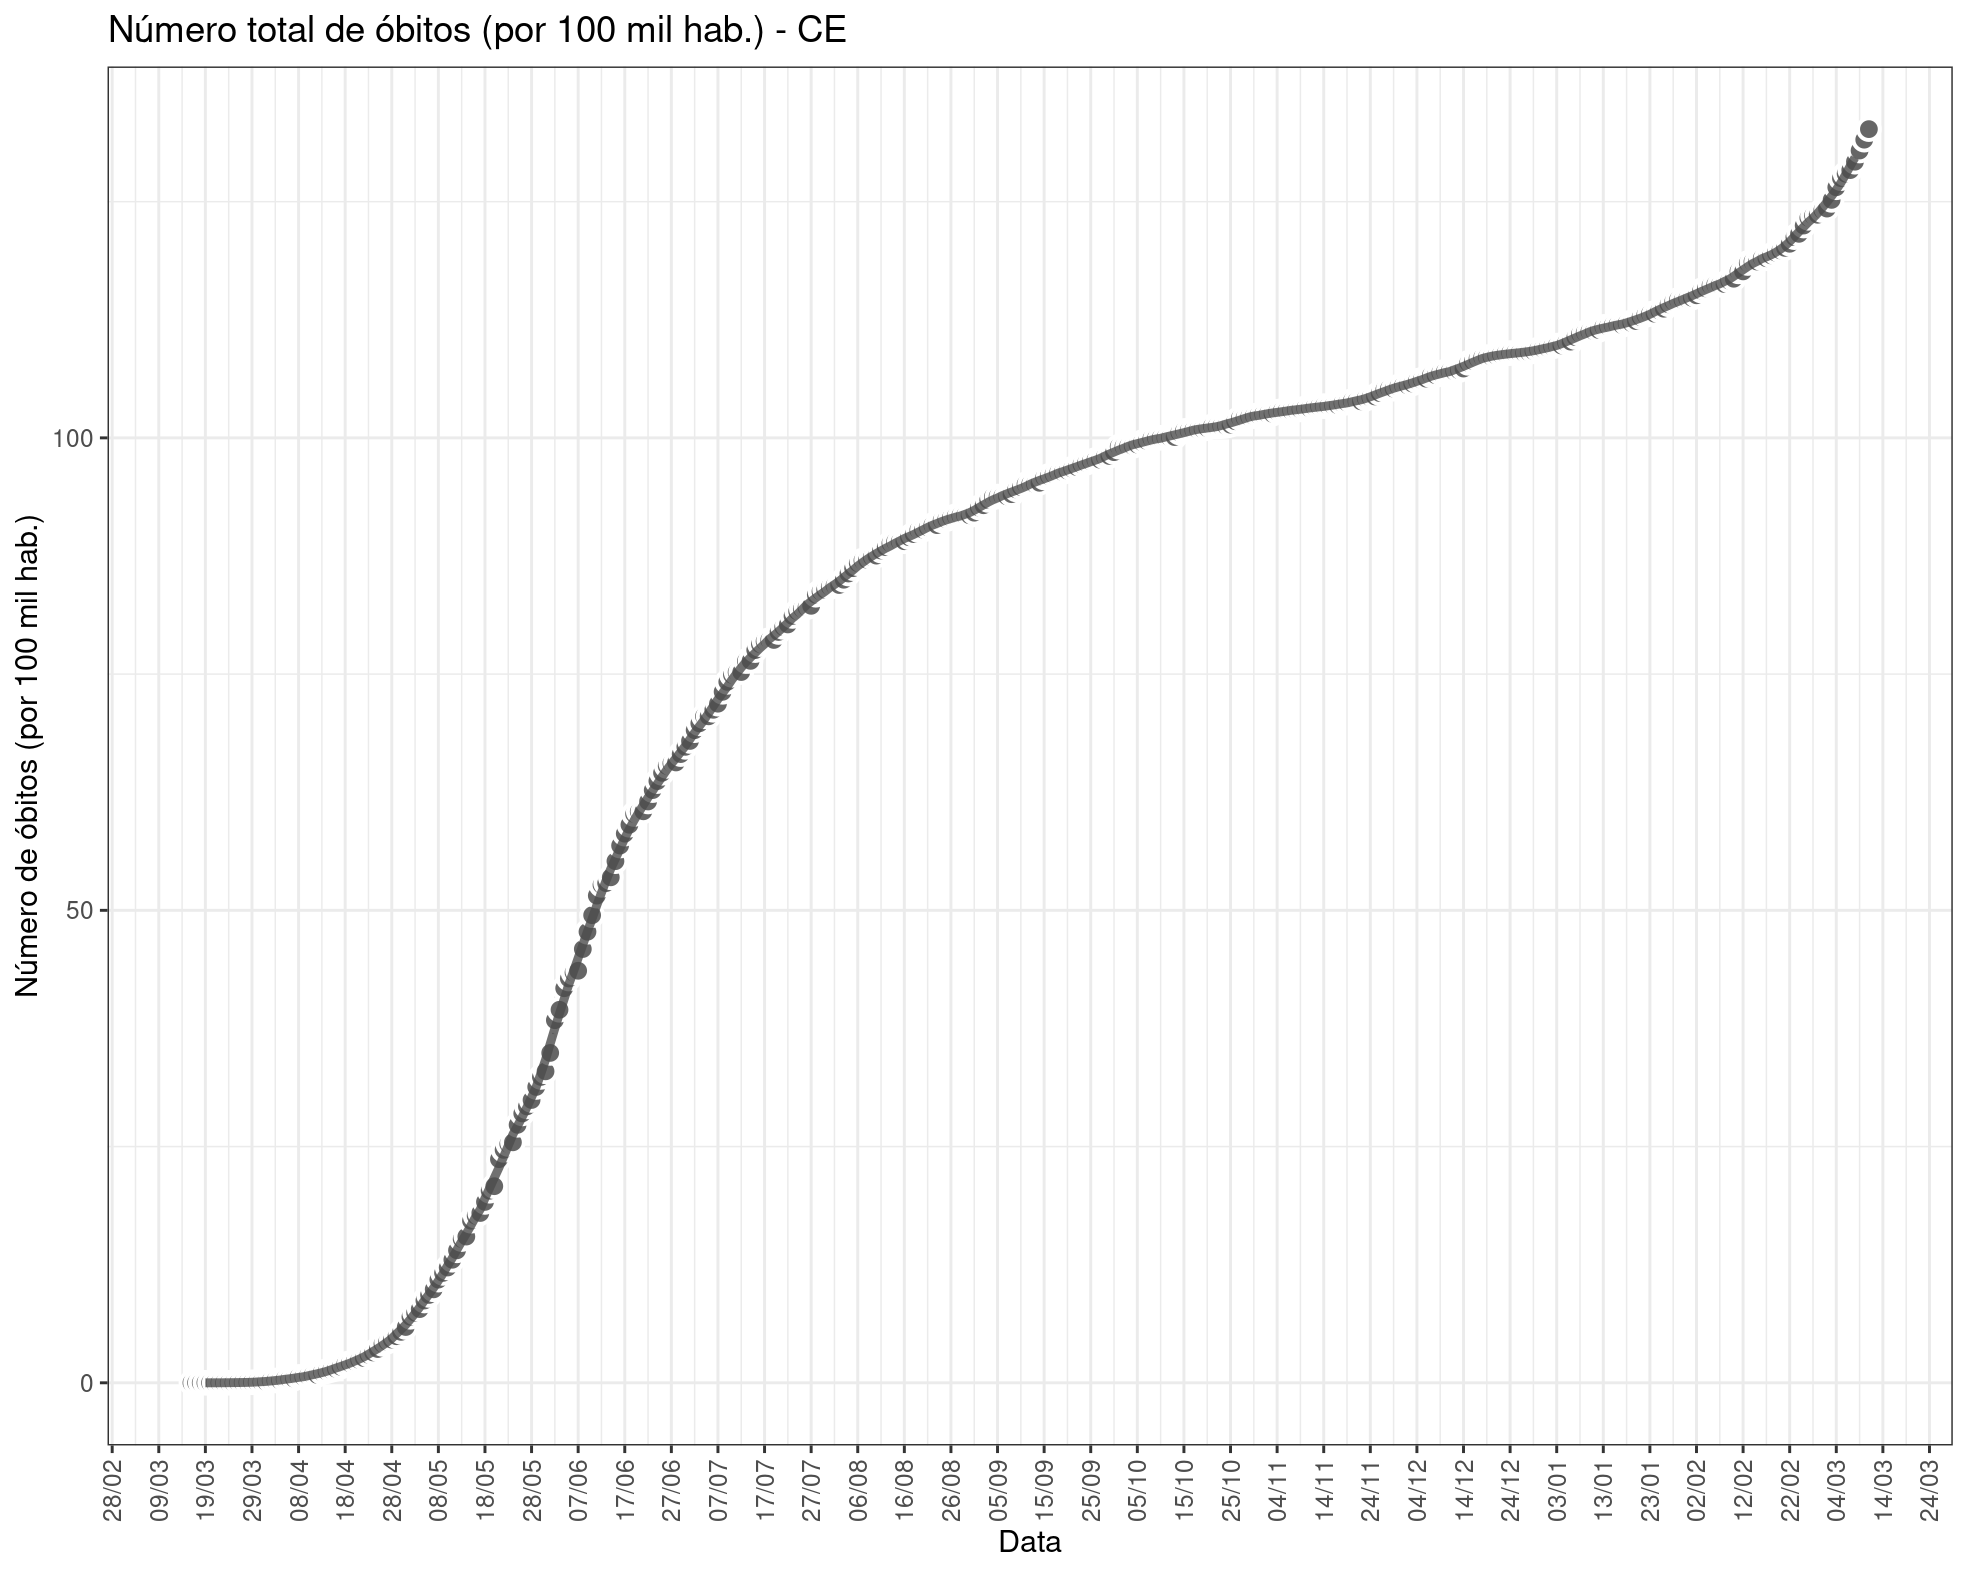 Número total de óbitos (por 100 mil hab.) - CE
Número de óbitos (por 100 mil hab.)
100
50
0
28/02 09/03 19/03 29/03 08/04 18/04 28/04 08/05 18/05 28/05 07/06 17/06 27/06 07/07 17/07 27/07 06/08 16/08 26/08 05/09 15/09 25/09 05/10 15/10 25/10 04/11 14/11 24/11 04/12 14/12 24/12 03/01 13/01 23/01 02/02 12/02 22/02 04/03 14/03 24/03
Data